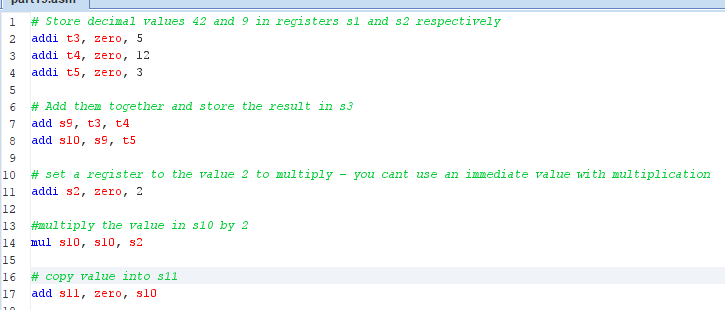 1 # Store decimal values 42 and 9 in registers s1 and s2 respectively
2 addi t3, zero, 5
3 addi t4, zero, 12
4 addi t5, zero, 3
5
6 # Add them together and store the result in s3
7 add s9, t3, t4
8 add s10, s9, t5
9
10 # set a register to the value 2 to multiply - you cant use an immediate value with multiplication
11 addi s2, zero, 2
12
13 #multiply the value in s10 by 2
14 mul s10, s10, s2
15
16 # copy value into s11
17 add s11, zero, s10